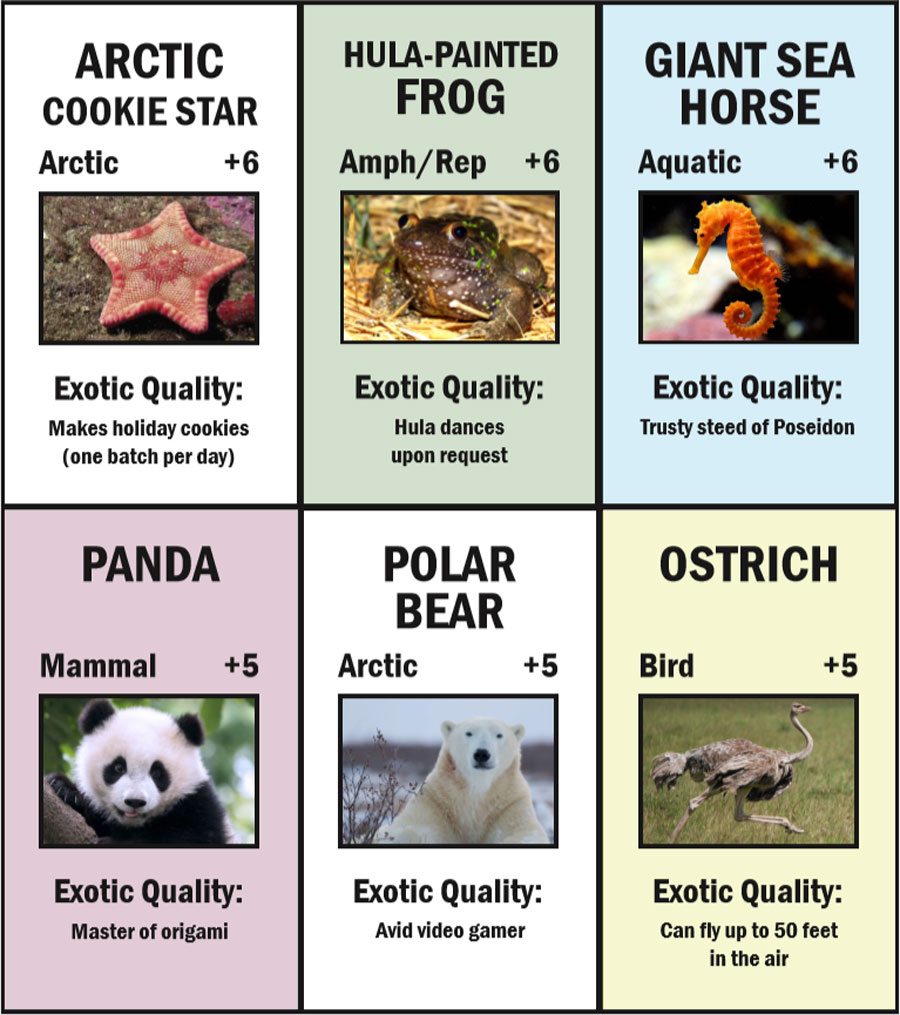 ARCTIC
COOKIE STAR
Arctic +6
Exotic Quality:
Makes holiday cookies
(one batch per day)
HULA-PAINTED
FROG
Amph/Rep +6
Exotic Quality:
Hula dances
upon request
GIANT SEA
HORSE
Aquatic +6
Exotic Quality:
Trusty steed of Poseidon
PANDA
Mammal +5
Exotic Quality:
Master of origami
POLAR
BEAR
Arctic +5
Exotic Quality:
Avid video gamer
OSTRICH
Bird +5
Exotic Quality:
Can fly up to 50 feet
in the air